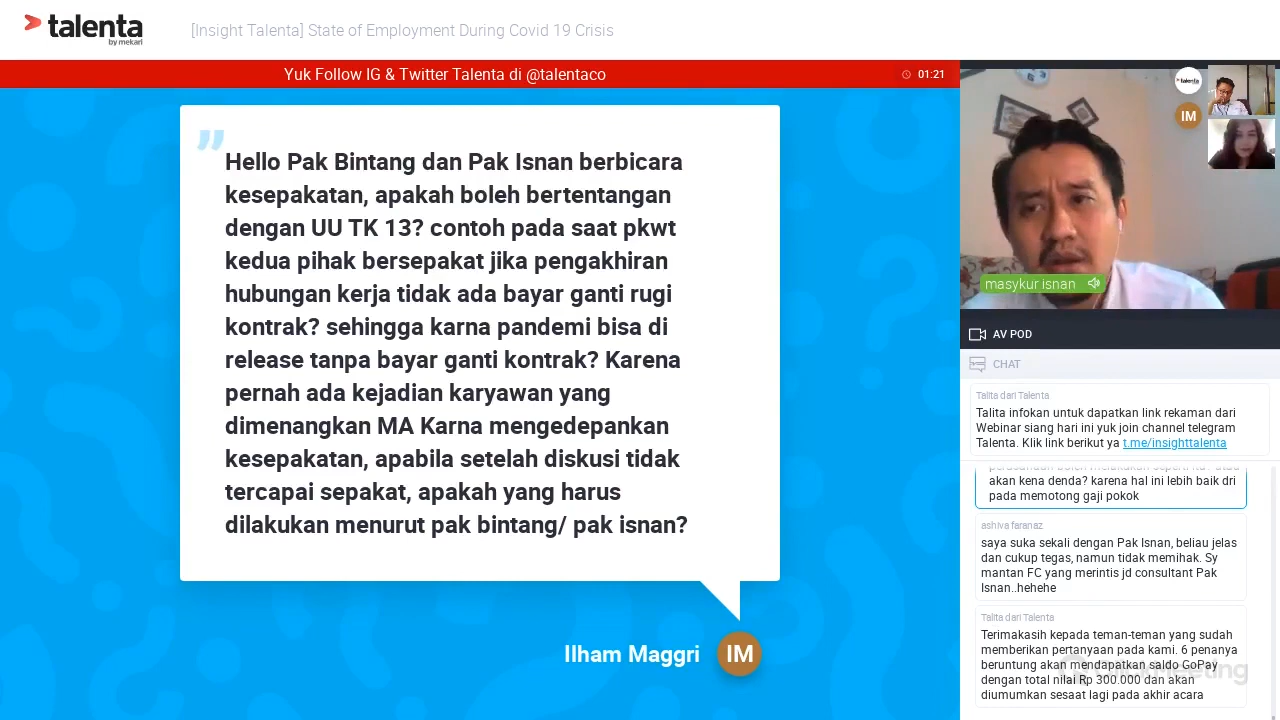 talenta
by mekari
[Insight Talenta] State of Employment During Covid 19 Crisis
Yuk Follow IG & Twitter Talenta di @talentaco
01:21
Hello Pak Bintang dan Pak Isnan berbicara
kesepakatan, apakah boleh bertentangan
dengan UU TK 13? contoh pada saat pkwt
kedua pihak bersepakat jika pengakhiran
hubungan kerja tidak ada bayar ganti rugi
kontrak? sehingga karna pandemi bisa di
release tanpa bayar ganti kontrak? Karena
pernah ada kejadian karyawan yang
dimenangkan MA Karna mengedepankan
kesepakatan, apabila setelah diskusi tidak
tercapai sepakat, apakah yang harus
dilakukan menurut pak bintang/ pak isnan?
Ilham Maggri
IM
talenta
IM
masykur isnan
AV POD
CHAT
Talita dari Talenta
Talita infokan untuk dapatkan link rekaman dari
Webinar siang hari ini yuk join channel telegram
Talenta. Klik link berikut ya t.me/insighttalenta
akan kena denda? karena hal ini lebih baik dri
pada memotong gaji pokok
ashiva faranaz
saya suka sekali dengan Pak Isnan, beliau jelas
dan cukup tegas, namun tidak memihak. Sy
mantan FC yang merintis jd consultant Pak
Isnan..hehehe
Talita dari Talenta
Terimakasih kepada teman-teman yang sudah
memberikan pertanyaan pada kami. 6 penanya
beruntung akan mendapatkan saldo GoPay
dengan total nilai Rp 300.000 dan akan
diumumkan sesaat lagi pada akhir acara